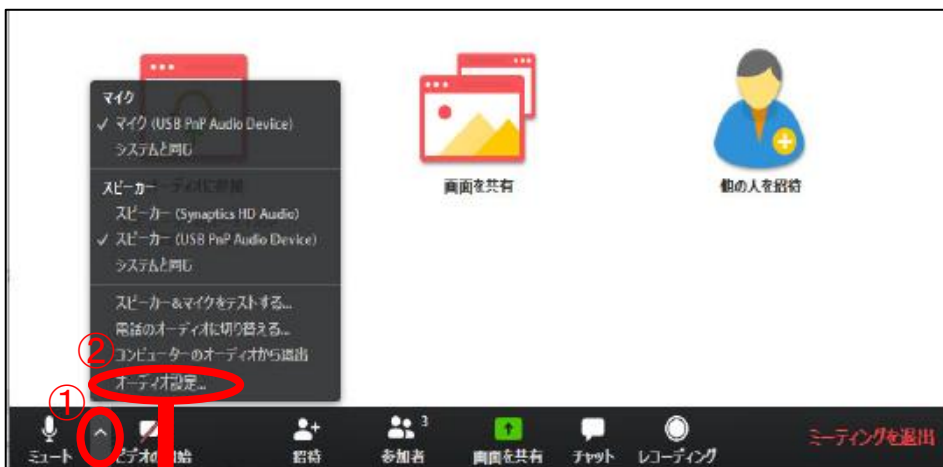 マイク
✓ マイク (USB PnP Audio Device)
システムと同じ
スピーカー
スピーカー (Synaptics HD Audio)
✓ スピーカー (USB PnP Audio Device)
システムと同じ
スピーカー&マイクをテストする...
電話のオーディオに切り替える...
コンピューターのオーディオから退出
オーディオ設定...
②
①
画面を共有
他の人を招待
ミュート
ビデオの 始
招待
参加者 3
画面を共有
チャット
レコーディング
ミーティングを退出